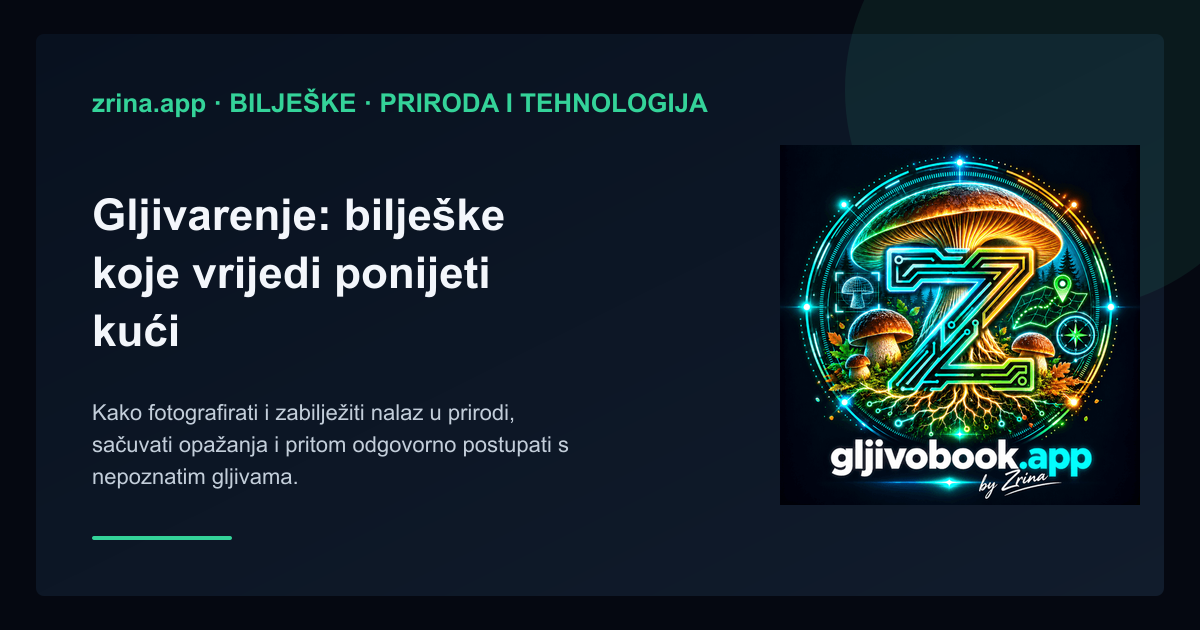 zrina.app · BILJEŠKE · PRIRODA I TEHNOLOGIJA
Gljivarenje: bilješke
koje vrijedi ponijeti
kući
Kako fotografirati i zabilježiti nalaz u prirodi,
sačuvati opažanja i pritom odgovorno postupati s
nepoznatim gljivama.
Z
gljivobook.app
by Zrina